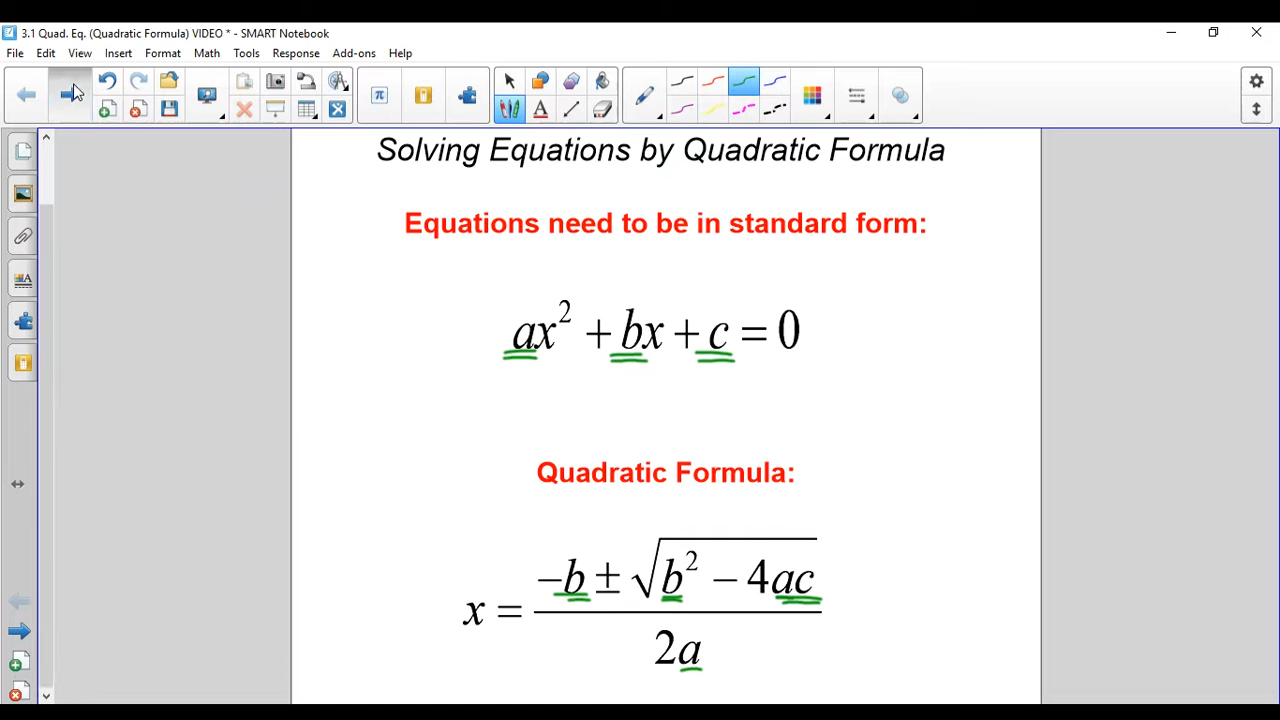 3.1 Quad. Eq. (Quadratic Formula) VIDEO * - SMART Notebook
File Edit View Insert Format Math Tools Response Add-ons Help
Solving Equations by Quadratic Formula
Equations need to be in standard form:
ax² + bx + c = 0
Quadratic Formula:
x = (−b ± √(b² − 4ac)) / 2a